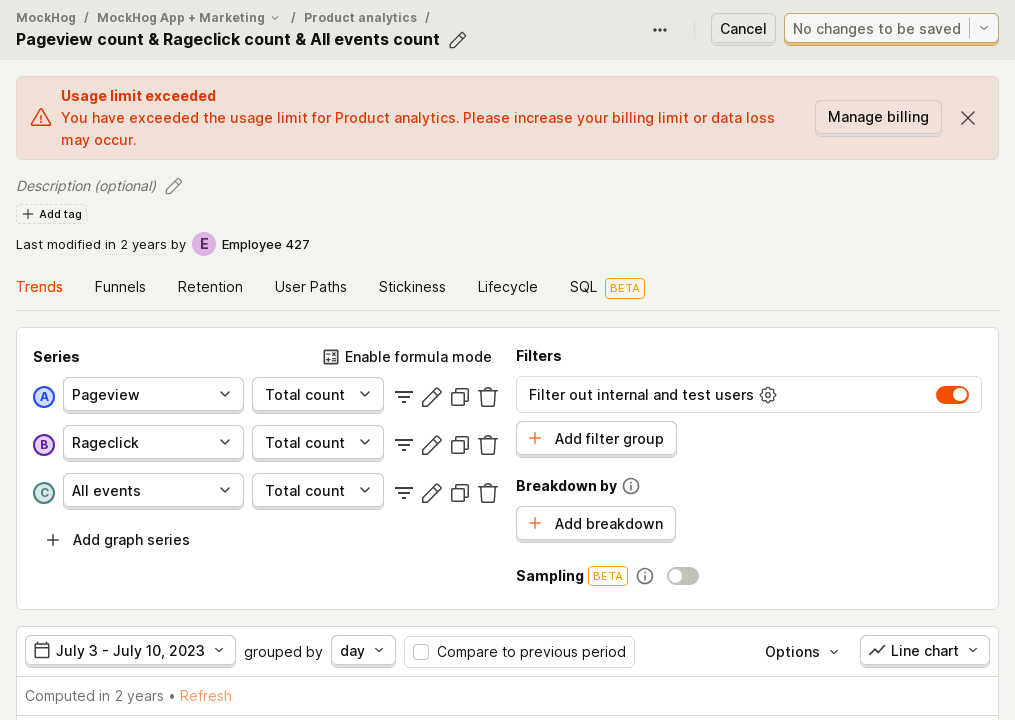 MockHog / MockHog App + Marketing / Product analytics /
Pageview count & Rageclick count & All events count
Cancel
No changes to be saved
Usage limit exceeded
You have exceeded the usage limit for Product analytics. Please increase your billing limit or data loss
may occur.
Manage billing
Description (optional)
Add tag
Last modified in 2 years by E Employee 427
Trends Funnels Retention User Paths Stickiness Lifecycle SQL BETA
Series
Enable formula mode
A Pageview Total count
B Rageclick Total count
C All events Total count
Add graph series
Filters
Filter out internal and test users
Add filter group
Breakdown by
Add breakdown
Sampling BETA
July 3 - July 10, 2023 grouped by day Compare to previous period Options Line chart
Computed in 2 years • Refresh